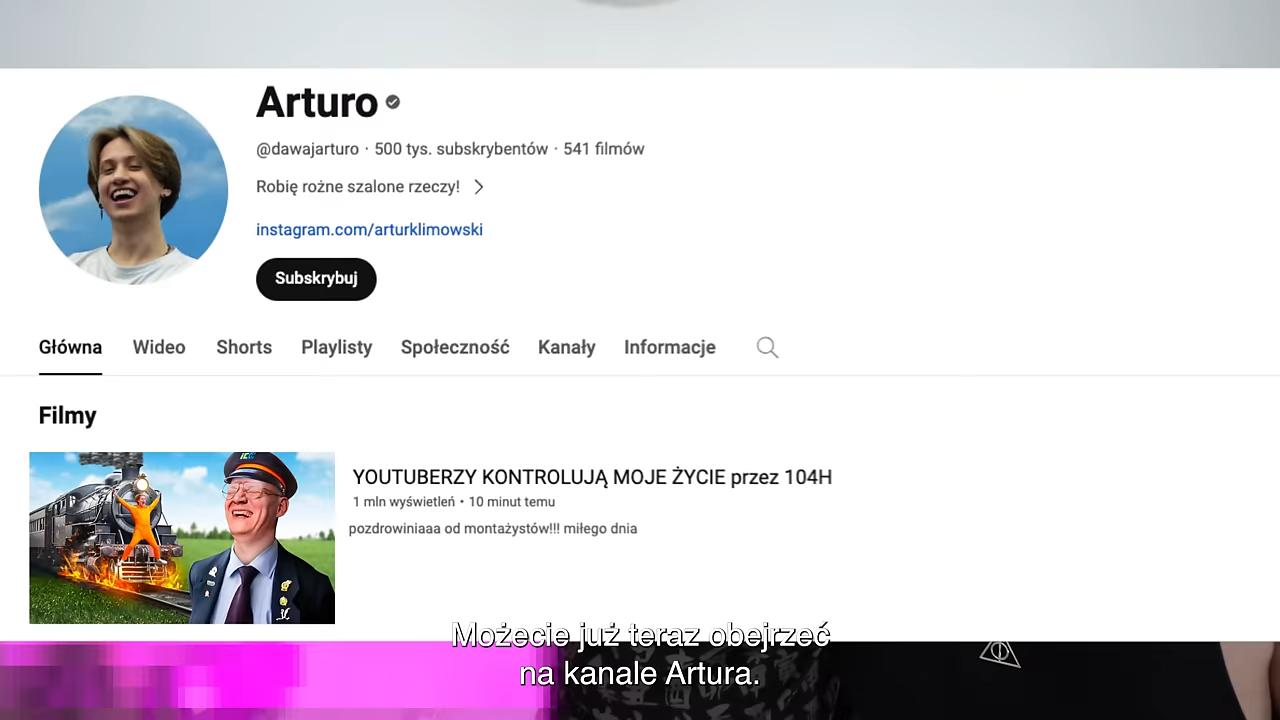 Arturo
@dawajarturo · 500 tys. subskrybentów · 541 filmów
Robię rożne szalone rzeczy!
instagram.com/arturklimowski
Subskrybuj
Główna Wideo Shorts Playlisty Społeczność Kanały Informacje
Filmy
YOUTUBERZY KONTROLUJĄ MOJE ŻYCIE przez 104H
1 mln wyświetleń • 10 minut temu
pozdrowiniaaa od montażystów!!! miłego dnia
Możecie już teraz obejrzeć
na kanale Artura.